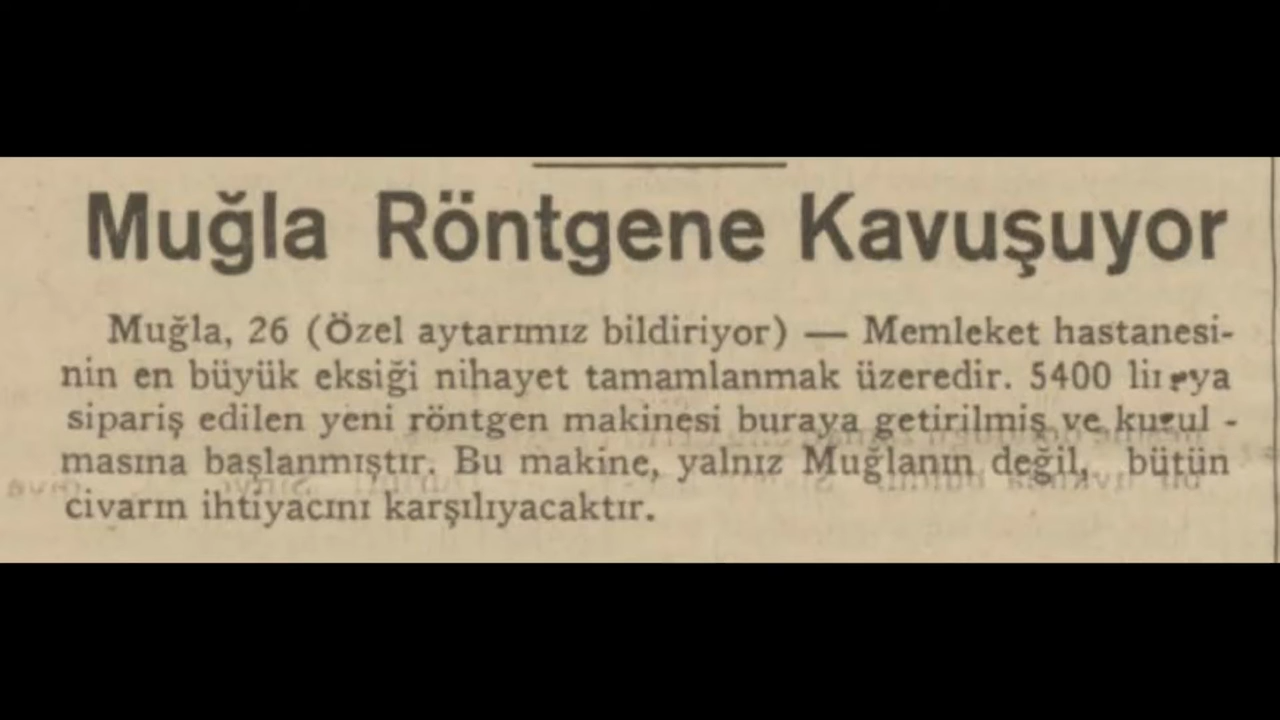 Muğla Röntgene Kavuşuyor
Muğla, 26 (Özel aytarımız bildiriyor) — Memleket hastanesi-
nin en büyük eksiği nihayet tamamlanmak üzeredir. 5400 liraya
sipariş edilen yeni röntgen makinesi buraya getirilmiş ve kurul -
masına başlanmıştır. Bu makine, yalnız Muğlanın değil, bütün
civarın ihtiyacını karşılıyacaktır.